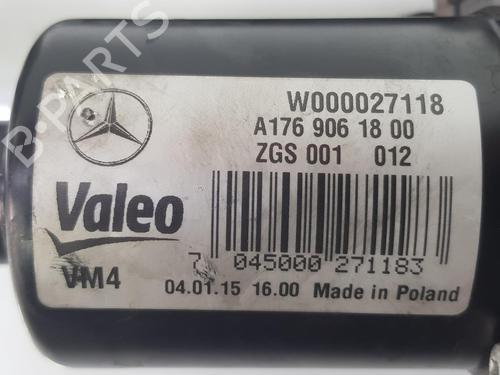 W000027118
A176 906 18 00
ZGS 001 012
Valeo
VM4
7 045000 271183
04.01.15 16.00 Made in Poland
B-PARTS